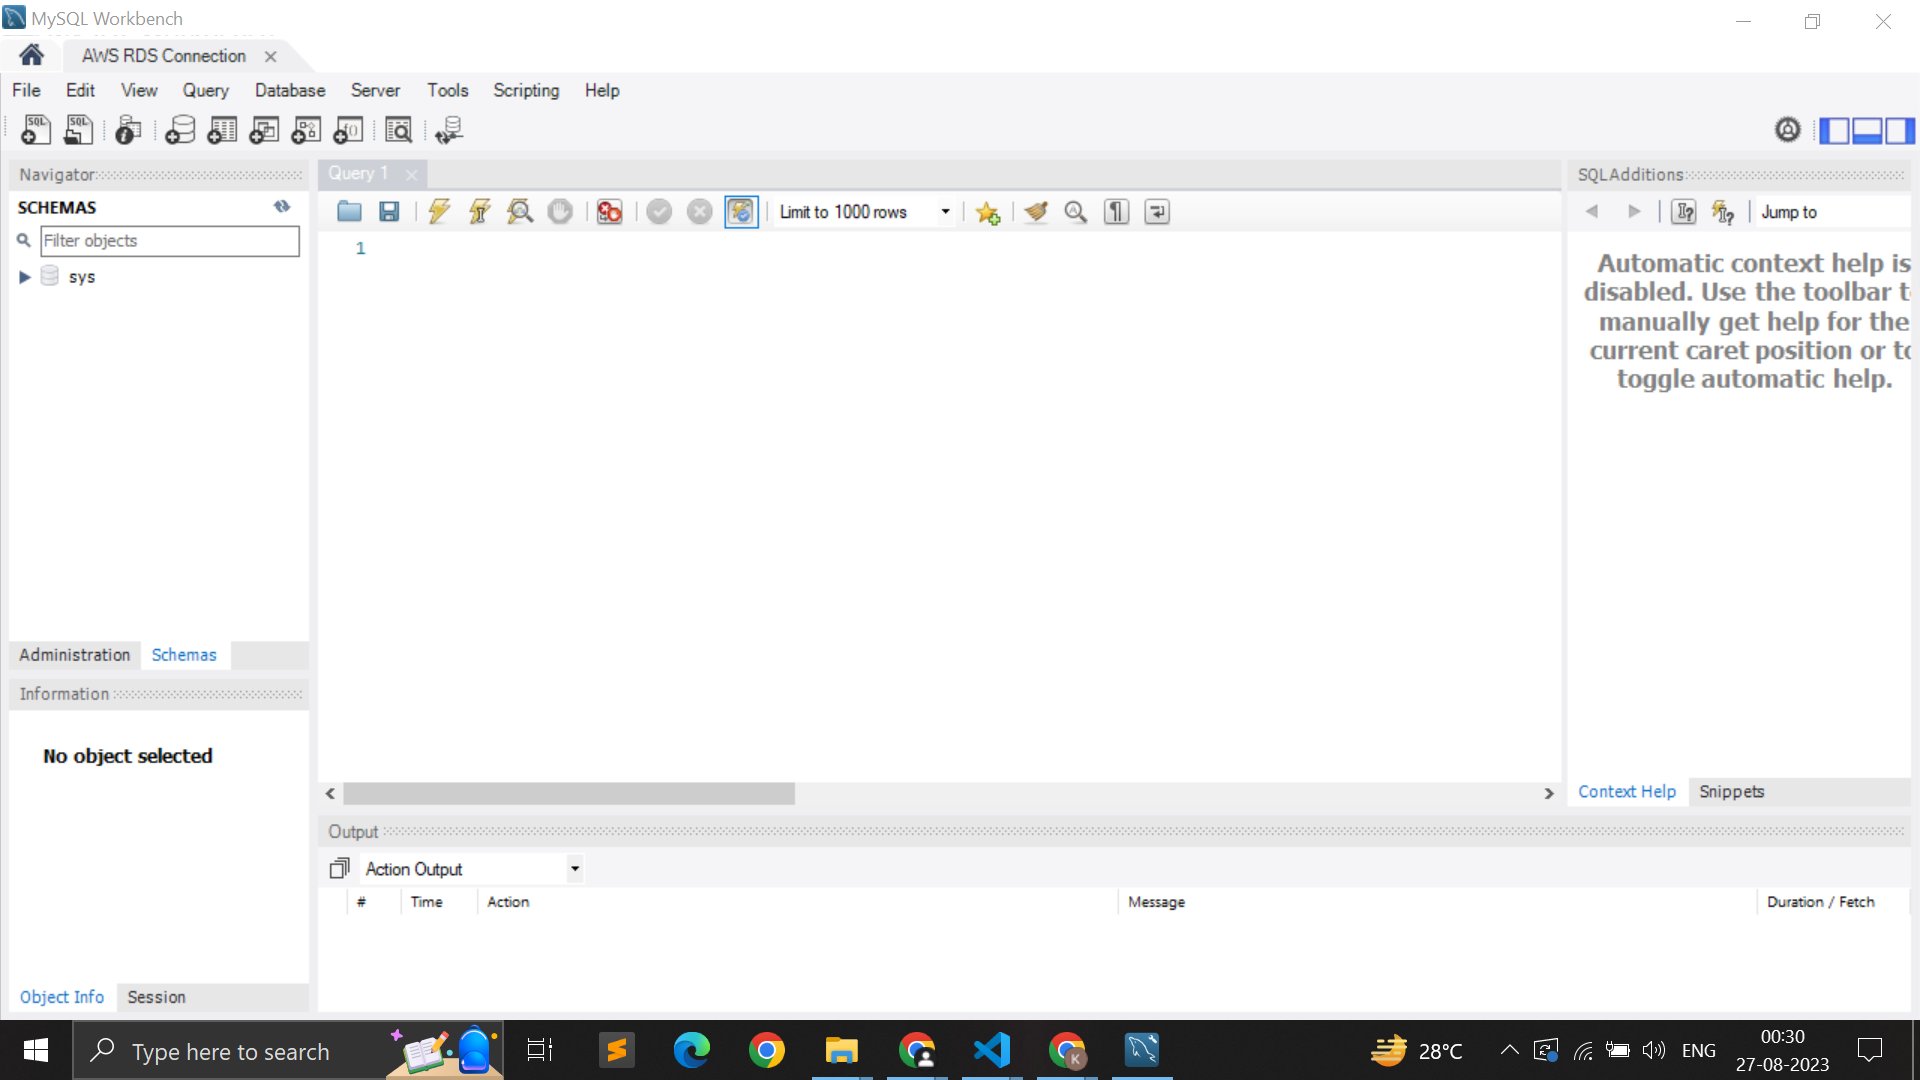 MySQL Workbench
AWS RDS Connection
File Edit View Query Database Server Tools Scripting Help
Navigator
SCHEMAS
Filter objects
sys
Administration Schemas
Information
No object selected
Object Info Session
Query 1
Limit to 1000 rows
1
SQLAdditions
Jump to
Automatic context help is
disabled. Use the toolbar t
manually get help for the
current caret position or to
toggle automatic help.
Context Help Snippets
Output
Action Output
# Time Action Message Duration / Fetch
Type here to search
28°C
ENG
00:30
27-08-2023